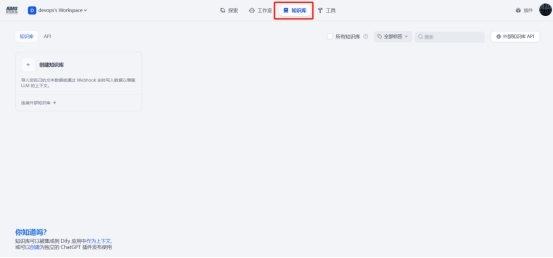 devops's Workspace
探索
工作室
知识库
工具
插件
知识库
API
所有知识库
全部标签
搜索
外部知识库 API
创建知识库
导入您自己的文本数据或通过 Webhook 实时写入数据以增强
LLM 的上下文。
连接外部知识库 →
你知道吗?
知识库可以被集成到 Dify 应用中作为上下文,
或可以创建为独立的 ChatGPT 插件发布使用